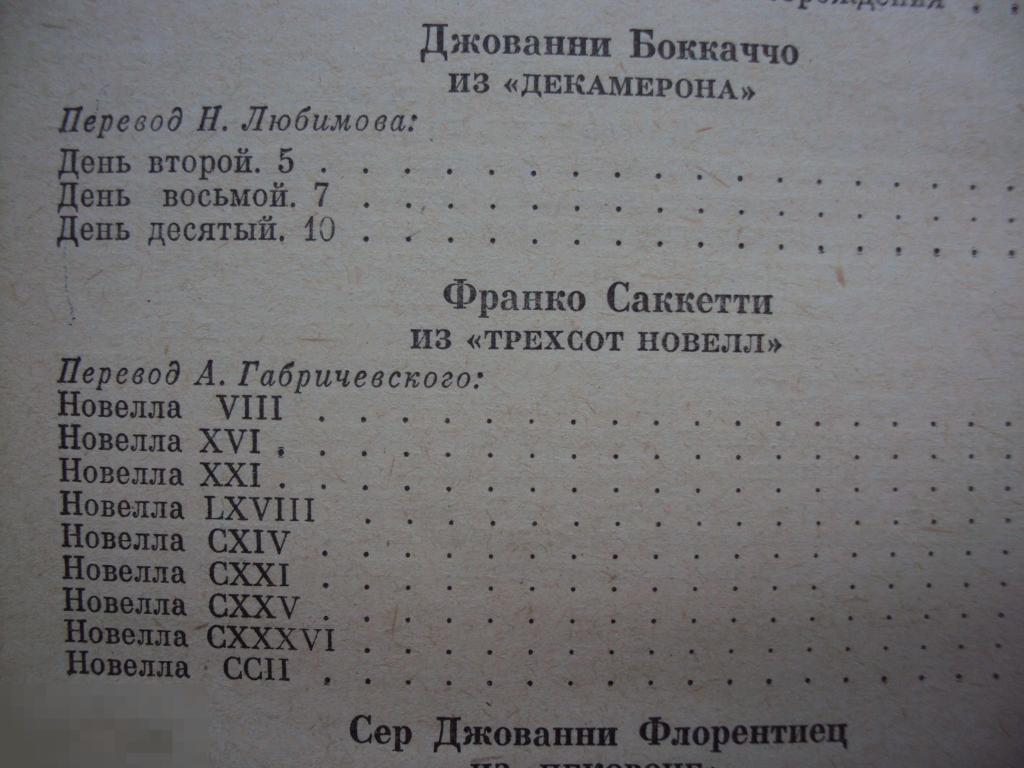 Джованни Боккаччо
ИЗ «ДЕКАМЕРОНА»
Перевод Н. Любимова:
День второй. 5 . . . . . . . . . . . . . . . .
День восьмой. 7 . . . . . . . . . . . . . . . .
День десятый. 10 . . . . . . . . . . . . . . . .
Франко Саккетти
ИЗ «ТРЕХСОТ НОВЕЛЛ»
Перевод А. Габричевского:
Новелла VIII . . . . . . . . . . . . . . . . .
Новелла XVI . . . . . . . . . . . . . . . . . .
Новелла XXI . . . . . . . . . . . . . . . . . .
Новелла LXVIII . . . . . . . . . . . . . . . .
Новелла CXIV . . . . . . . . . . . . . . . . .
Новелла CXXI . . . . . . . . . . . . . . . . .
Новелла CXXV . . . . . . . . . . . . . . . . .
Новелла CXXXVI . . . . . . . . . . . . . . . .
Новелла CCII . . . . . . . . . . . . . . . . .
Сер Джованни Флорентиец